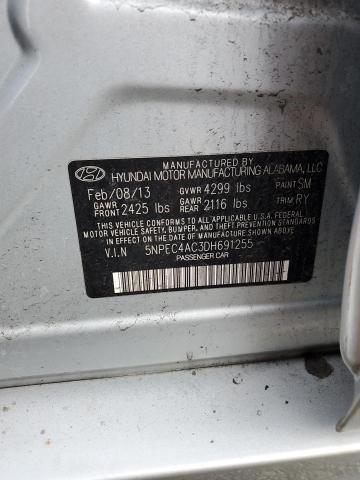 MANUFACTURED BY
HYUNDAI MOTOR MANUFACTURING ALABAMA, LLC
Feb/08/13 GVWR 4299 lbs PAINT SM
GAWR FRONT 2425 lbs GAWR REAR 2116 lbs TRIM RY
THIS VEHICLE CONFORMS TO ALL APPLICABLE U.S.A. FEDERAL
MOTOR VEHICLE SAFETY, BUMPER, AND THEFT PREVENTION
STANDARDS IN EFFECT ON THE DATE OF MANUFACTURE SHOWN ABOVE.
V.I.N 5NPEC4AC3DH691255
PASSENGER CAR